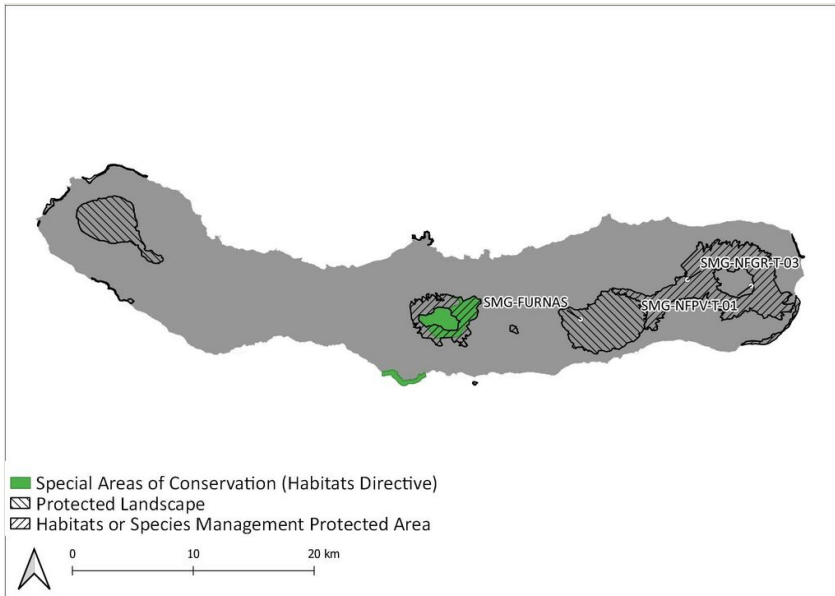 SMG-NFGR-T-03
SMG-FURNAS
SMG-NFPV-T-01
Special Areas of Conservation (Habitats Directive)
Protected Landscape
Habitats or Species Management Protected Area
0
10
20 km